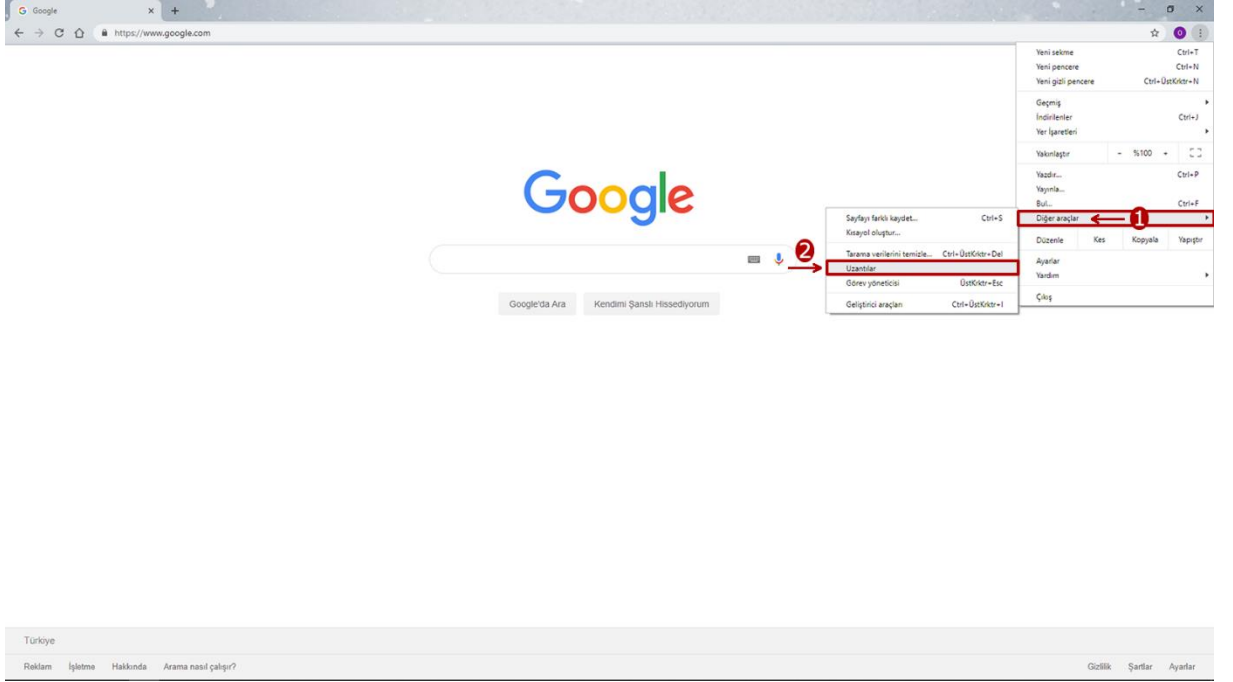 Google
https://www.google.com
Yeni sekme Ctrl+T
Yeni pencere Ctrl+N
Yeni gizli pencere Ctrl+ÜstKrktr+N
Geçmiş
İndirilenler Ctrl+J
Yer İşaretleri
Yakınlaştır - %100 +
Yazdır... Ctrl+P
Yayınla...
Bul... Ctrl+F
Diğer araçlar 1
Düzenle Kes Kopyala Yapıştır
Ayarlar
Yardım
Çıkış
Sayfayı farklı kaydet... Ctrl+S
Kısayol oluştur...
Tarama verilerini temizle... Ctrl+ÜstKrktr+Del
2 Uzantılar
Görev yöneticisi ÜstKrktr+Esc
Geliştirici araçları Ctrl+ÜstKrktr+I
Google
Google'da Ara Kendimi Şanslı Hissediyorum
Türkiye
Reklam İşletme Hakkında Arama nasıl çalışır? Gizlilik Şartlar Ayarlar